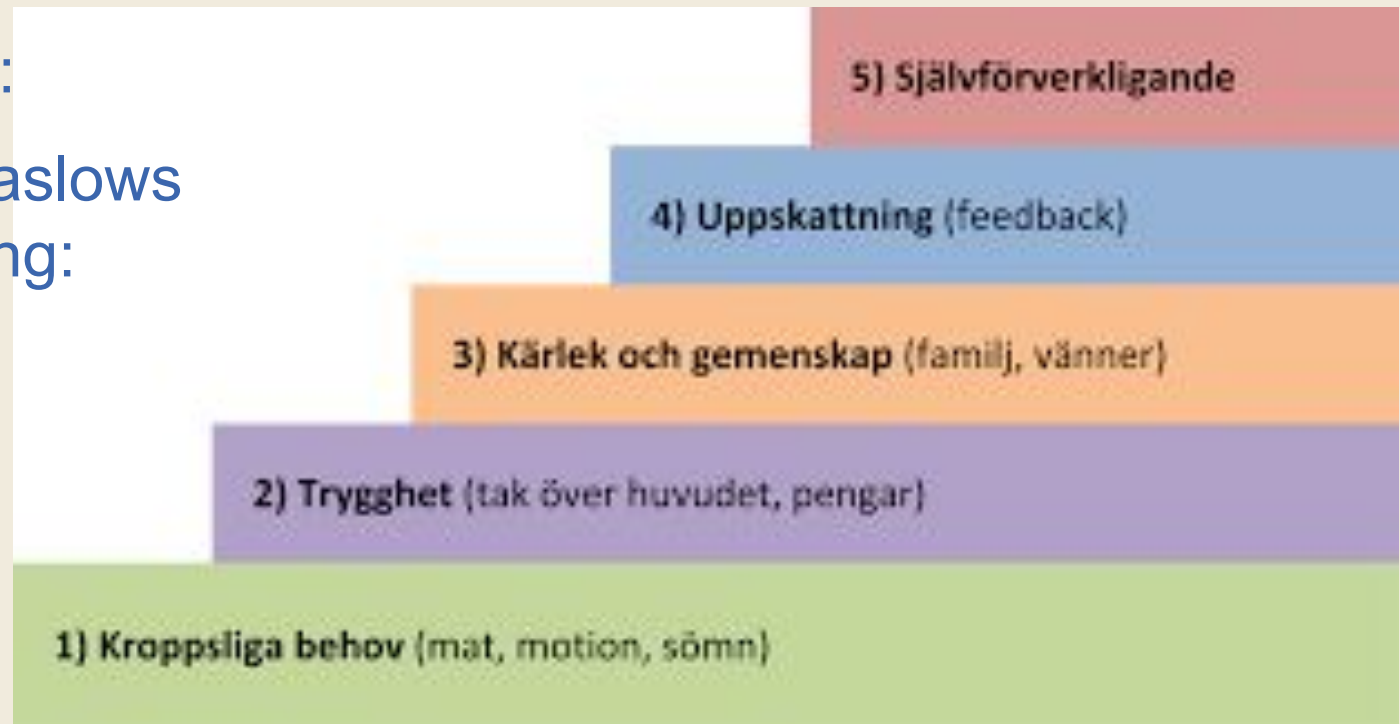 :
aslows
ng:
5) Självförverkligande
4) Uppskattning (feedback)
3) Kärlek och gemenskap (familj, vänner)
2) Trygghet (tak över huvudet, pengar)
1) Kroppsliga behov (mat, motion, sömn)